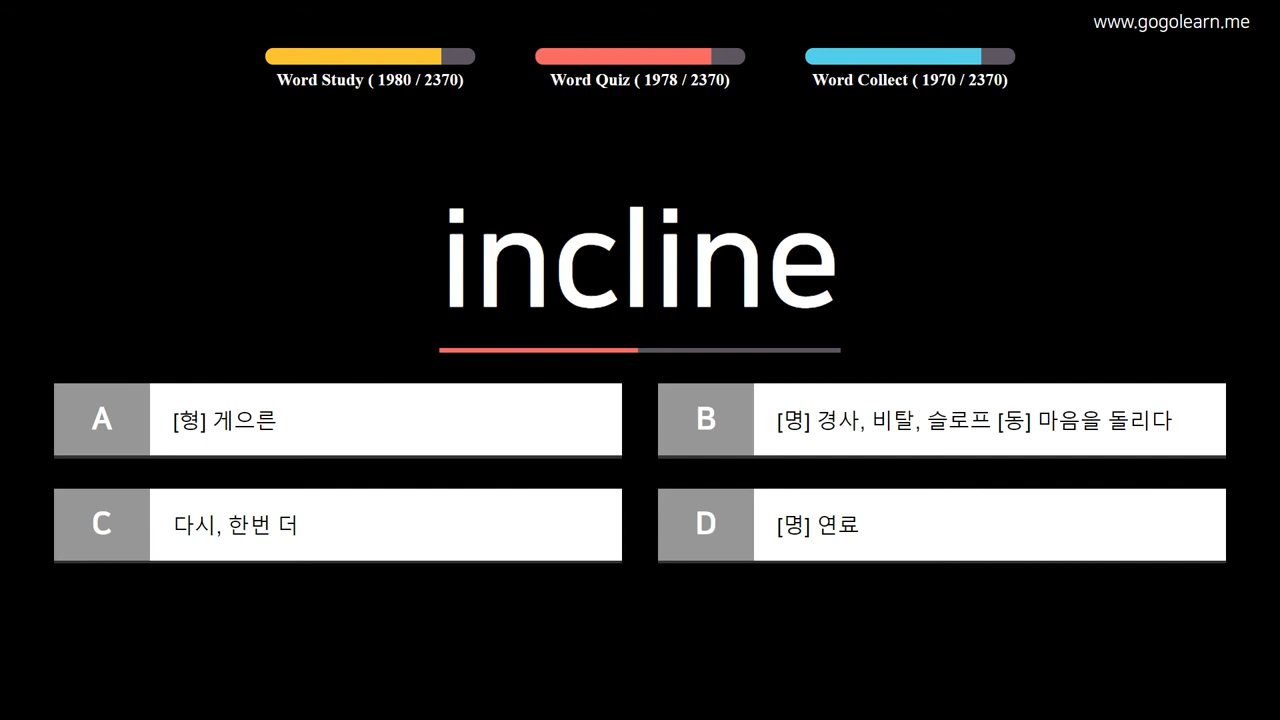 www.gogolearn.me
Word Study ( 1980 / 2370)
Word Quiz ( 1978 / 2370)
Word Collect ( 1970 / 2370)
incline
A [형] 게으른
B [명] 경사, 비탈, 슬로프 [동] 마음을 돌리다
C 다시, 한번 더
D [명] 연료